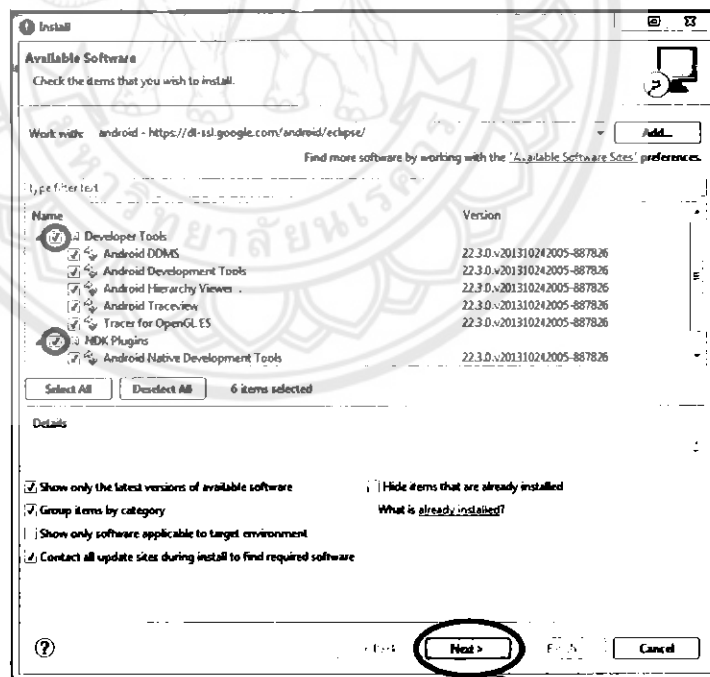 Install
Available Software
Check the items that you wish to install.
Work with: android - https://dl-ssl.google.com/android/eclipse/ Add...
Find more software by working with the "Available Software Sites" preferences.
type filter text
Name Version
Developer Tools
Android DDMS 22.3.0.v201310242005-887826
Android Development Tools 22.3.0.v201310242005-887826
Android Hierarchy Viewer 22.3.0.v201310242005-887826
Android Traceview 22.3.0.v201310242005-887826
Tracer for OpenGL ES 22.3.0.v201310242005-887826
NDK Plugins
Android Native Development Tools 22.3.0.v201310242005-887826
Select All Deselect All 6 items selected
Details
Show only the latest versions of available software Hide items that are already installed
Group items by category What is already installed?
Show only software applicable to target environment
Contact all update sites during install to find required software
? Next > Cancel